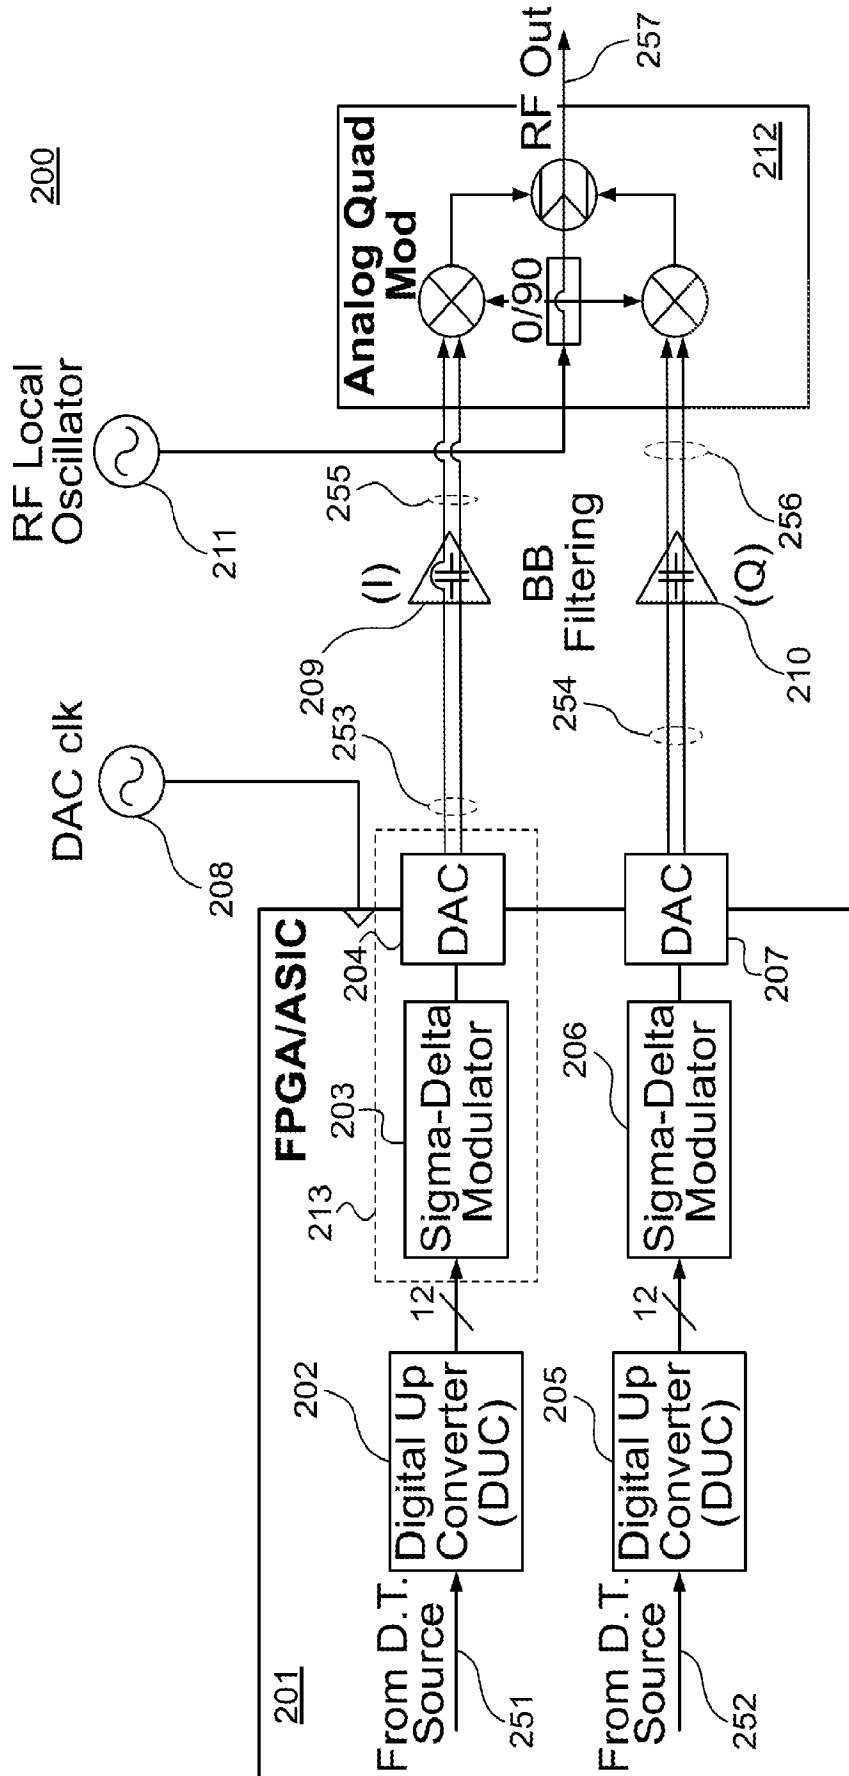 200
RF Local
Oscillator
211
DAC clk
208
Analog Quad
Mod
0/90
RF Out
257
212
255
(I)
209
253
BB
Filtering
256
(Q)
210
254
FPGA/ASIC
201
204
DAC
203
Sigma-Delta
Modulator
213
12
202
Digital Up
Converter
(DUC)
From D.T.
Source
251
DAC
207
206
Sigma-Delta
Modulator
12
205
Digital Up
Converter
(DUC)
From D.T.
Source
252